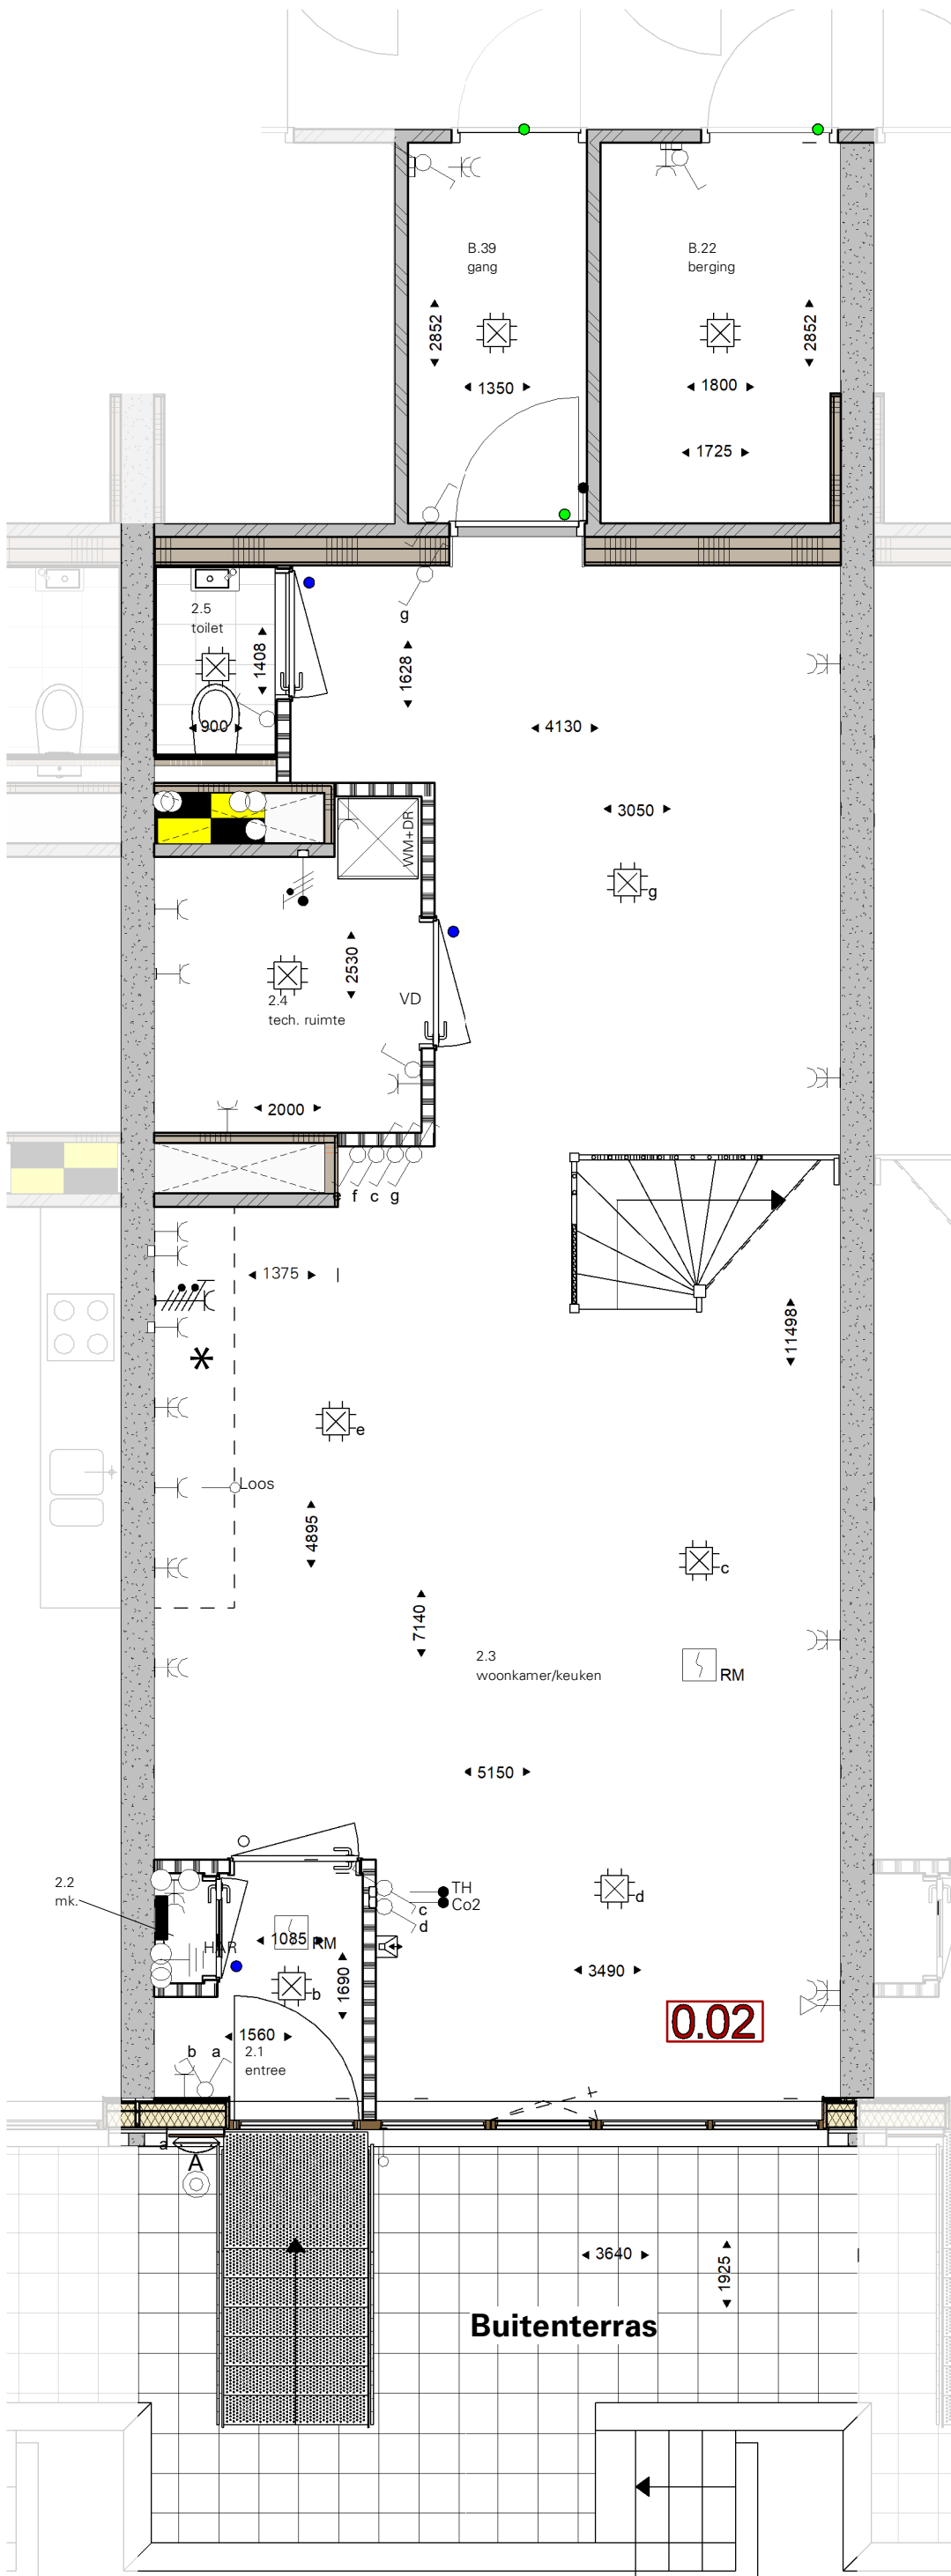 B.39
gang
B.22
berging
2852
2852
1350
1800
1725
2.5
toilet
1408
900
g
1628
4130
3050
g
WM+DR
2530
2.4
tech. ruimte
VD
2000
e f c g
1375
11498
*
e
Loos
4895
c
7140
2.3
woonkamer/keuken
RM
5150
2.2
mk.
TH
Co2
c
d
d
HAR
1085
RM
1690
b
3490
0.02
1560
b a
2.1
entree
a
A
3640
1925
Buitenterras